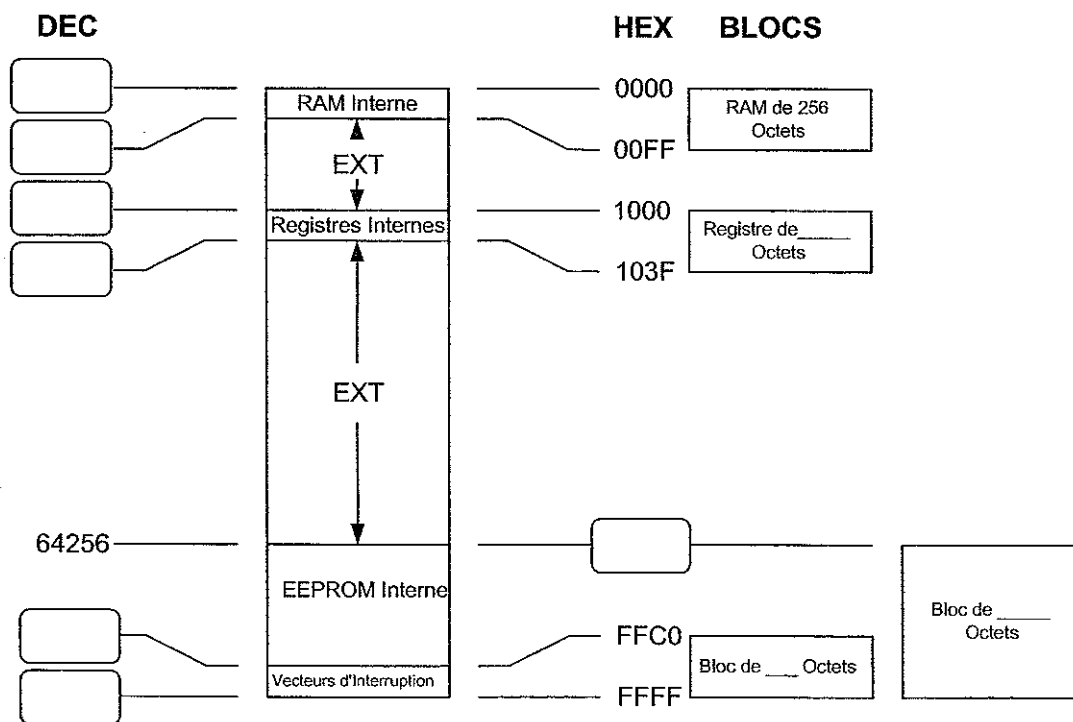 DEC HEX BLOCS
RAM Interne
0000
RAM de 256
Octets
00FF
EXT
Registres Internes
1000
Registre de_____
Octets
103F
EXT
64256
EEPROM Interne
Bloc de _____
Octets
FFC0
Vecteurs d'Interruption
Bloc de ___ Octets
FFFF